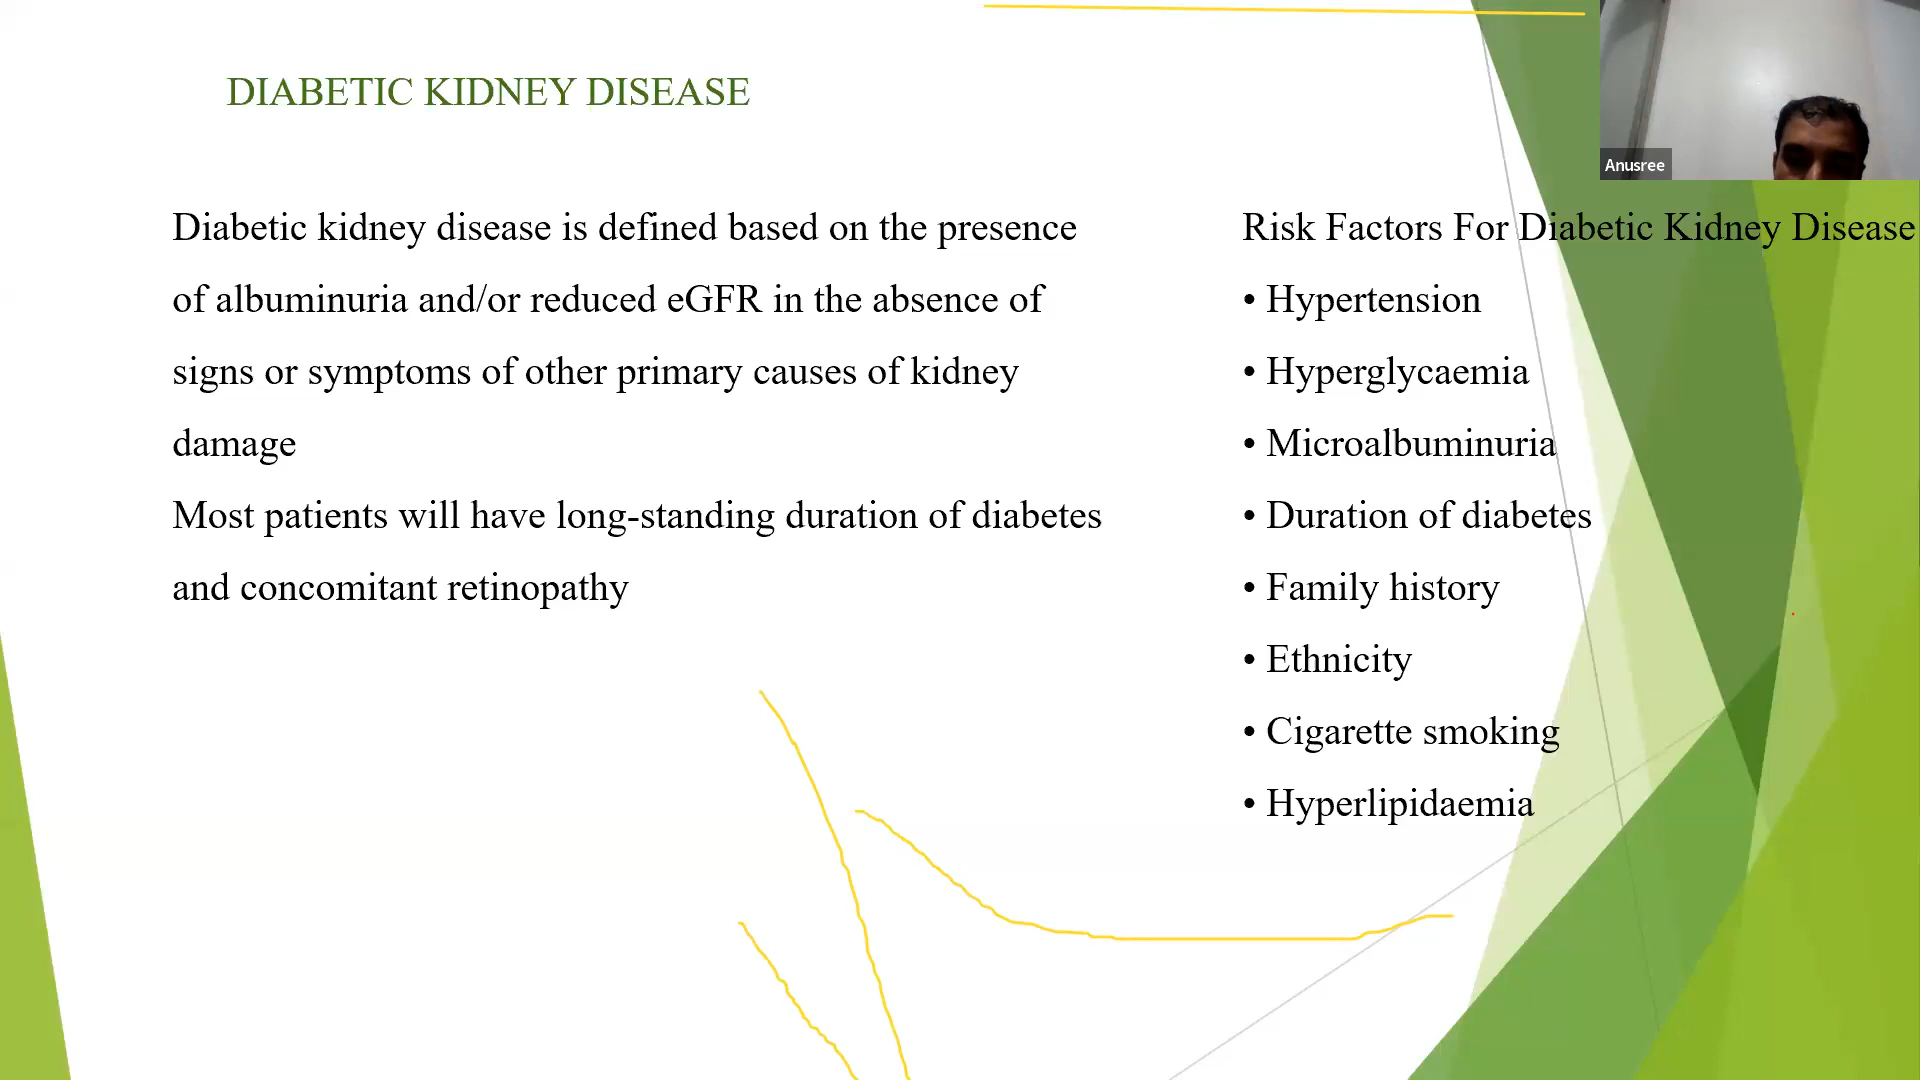 DIABETIC KIDNEY DISEASE
Diabetic kidney disease is defined based on the presence
of albuminuria and/or reduced eGFR in the absence of
signs or symptoms of other primary causes of kidney
damage
Most patients will have long-standing duration of diabetes
and concomitant retinopathy
Risk Factors For Diabetic Kidney Disease
• Hypertension
• Hyperglycaemia
• Microalbuminuria
• Duration of diabetes
• Family history
• Ethnicity
• Cigarette smoking
• Hyperlipidaemia
Anusree